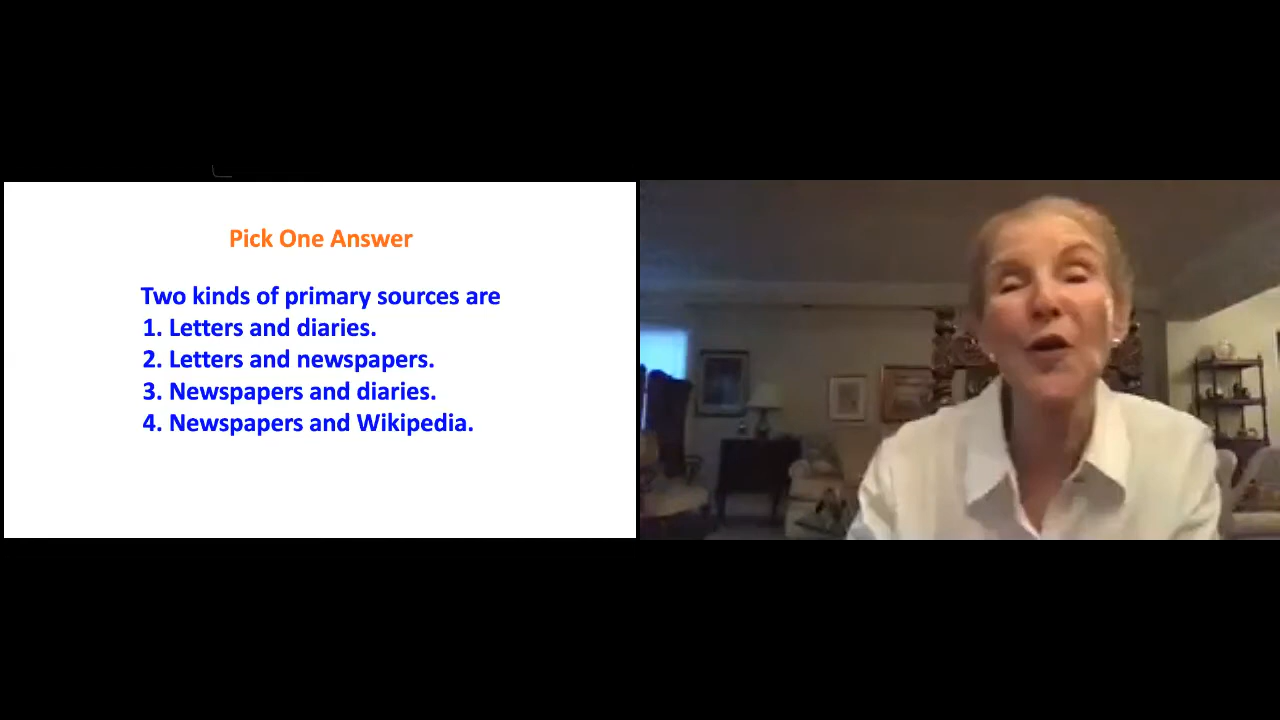 Pick One Answer
Two kinds of primary sources are
1. Letters and diaries.
2. Letters and newspapers.
3. Newspapers and diaries.
4. Newspapers and Wikipedia.